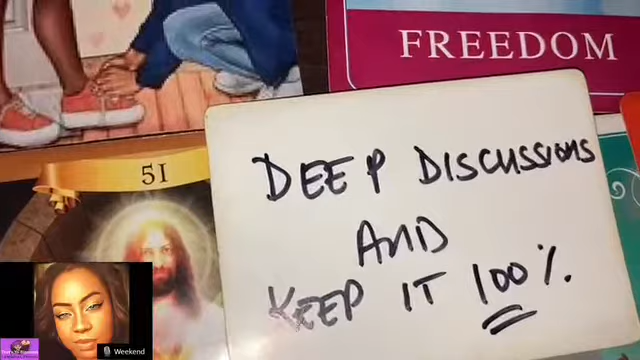 FREEDOM
51
DEEP DISCUSSIONS
AND
KEEP IT 100%.
Weekend